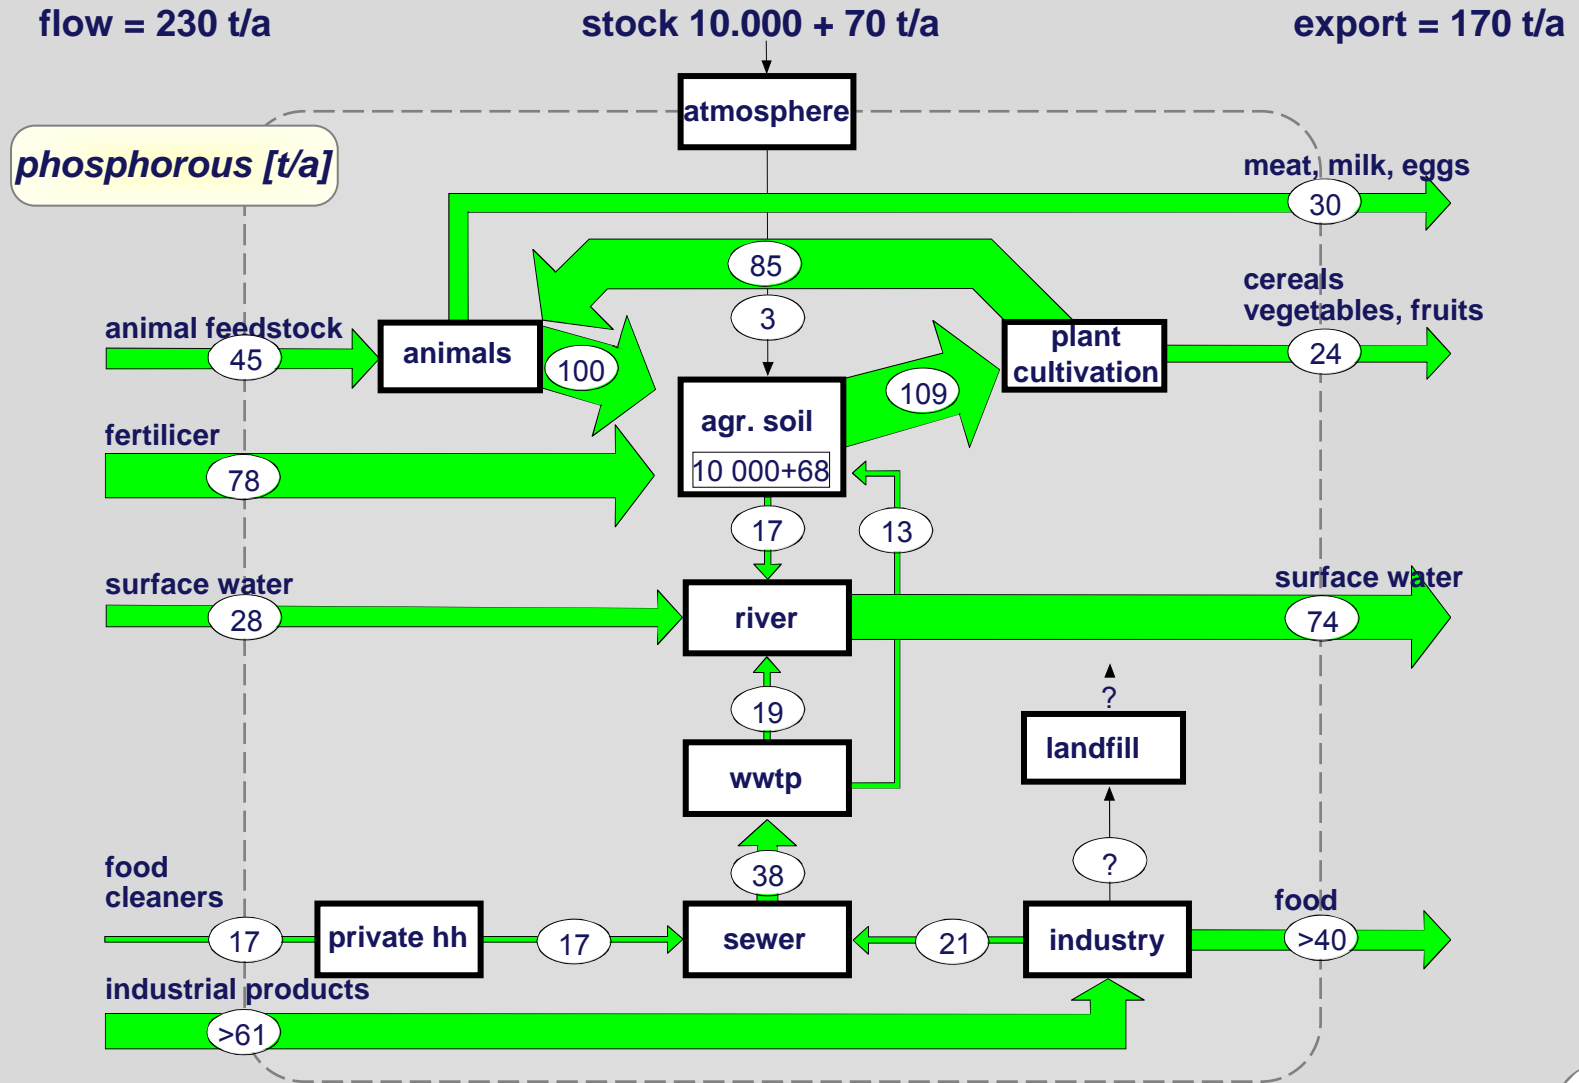 flow = 230 t/a
stock 10.000 + 70 t/a
export = 170 t/a
atmosphere
phosphorous [t/a]
meat, milk, eggs
30
85
cereals
vegetables, fruits
3
animal feedstock
45
animals
100
109
plant
cultivation
24
agr. soil
10 000+68
fertilicer
78
17
13
surface water
28
river
surface water
74
19
?
landfill
wwtp
38
?
food
cleaners
17
private hh
17
sewer
21
industry
food
>40
industrial products
>61